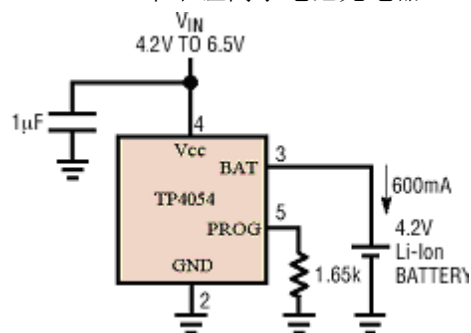 VIN
4.2V TO 6.5V
1μF
4
Vcc
BAT
3
TP4054
600mA
PROG
5
4.2V
Li-Ion
BATTERY
1.65k
GND
2